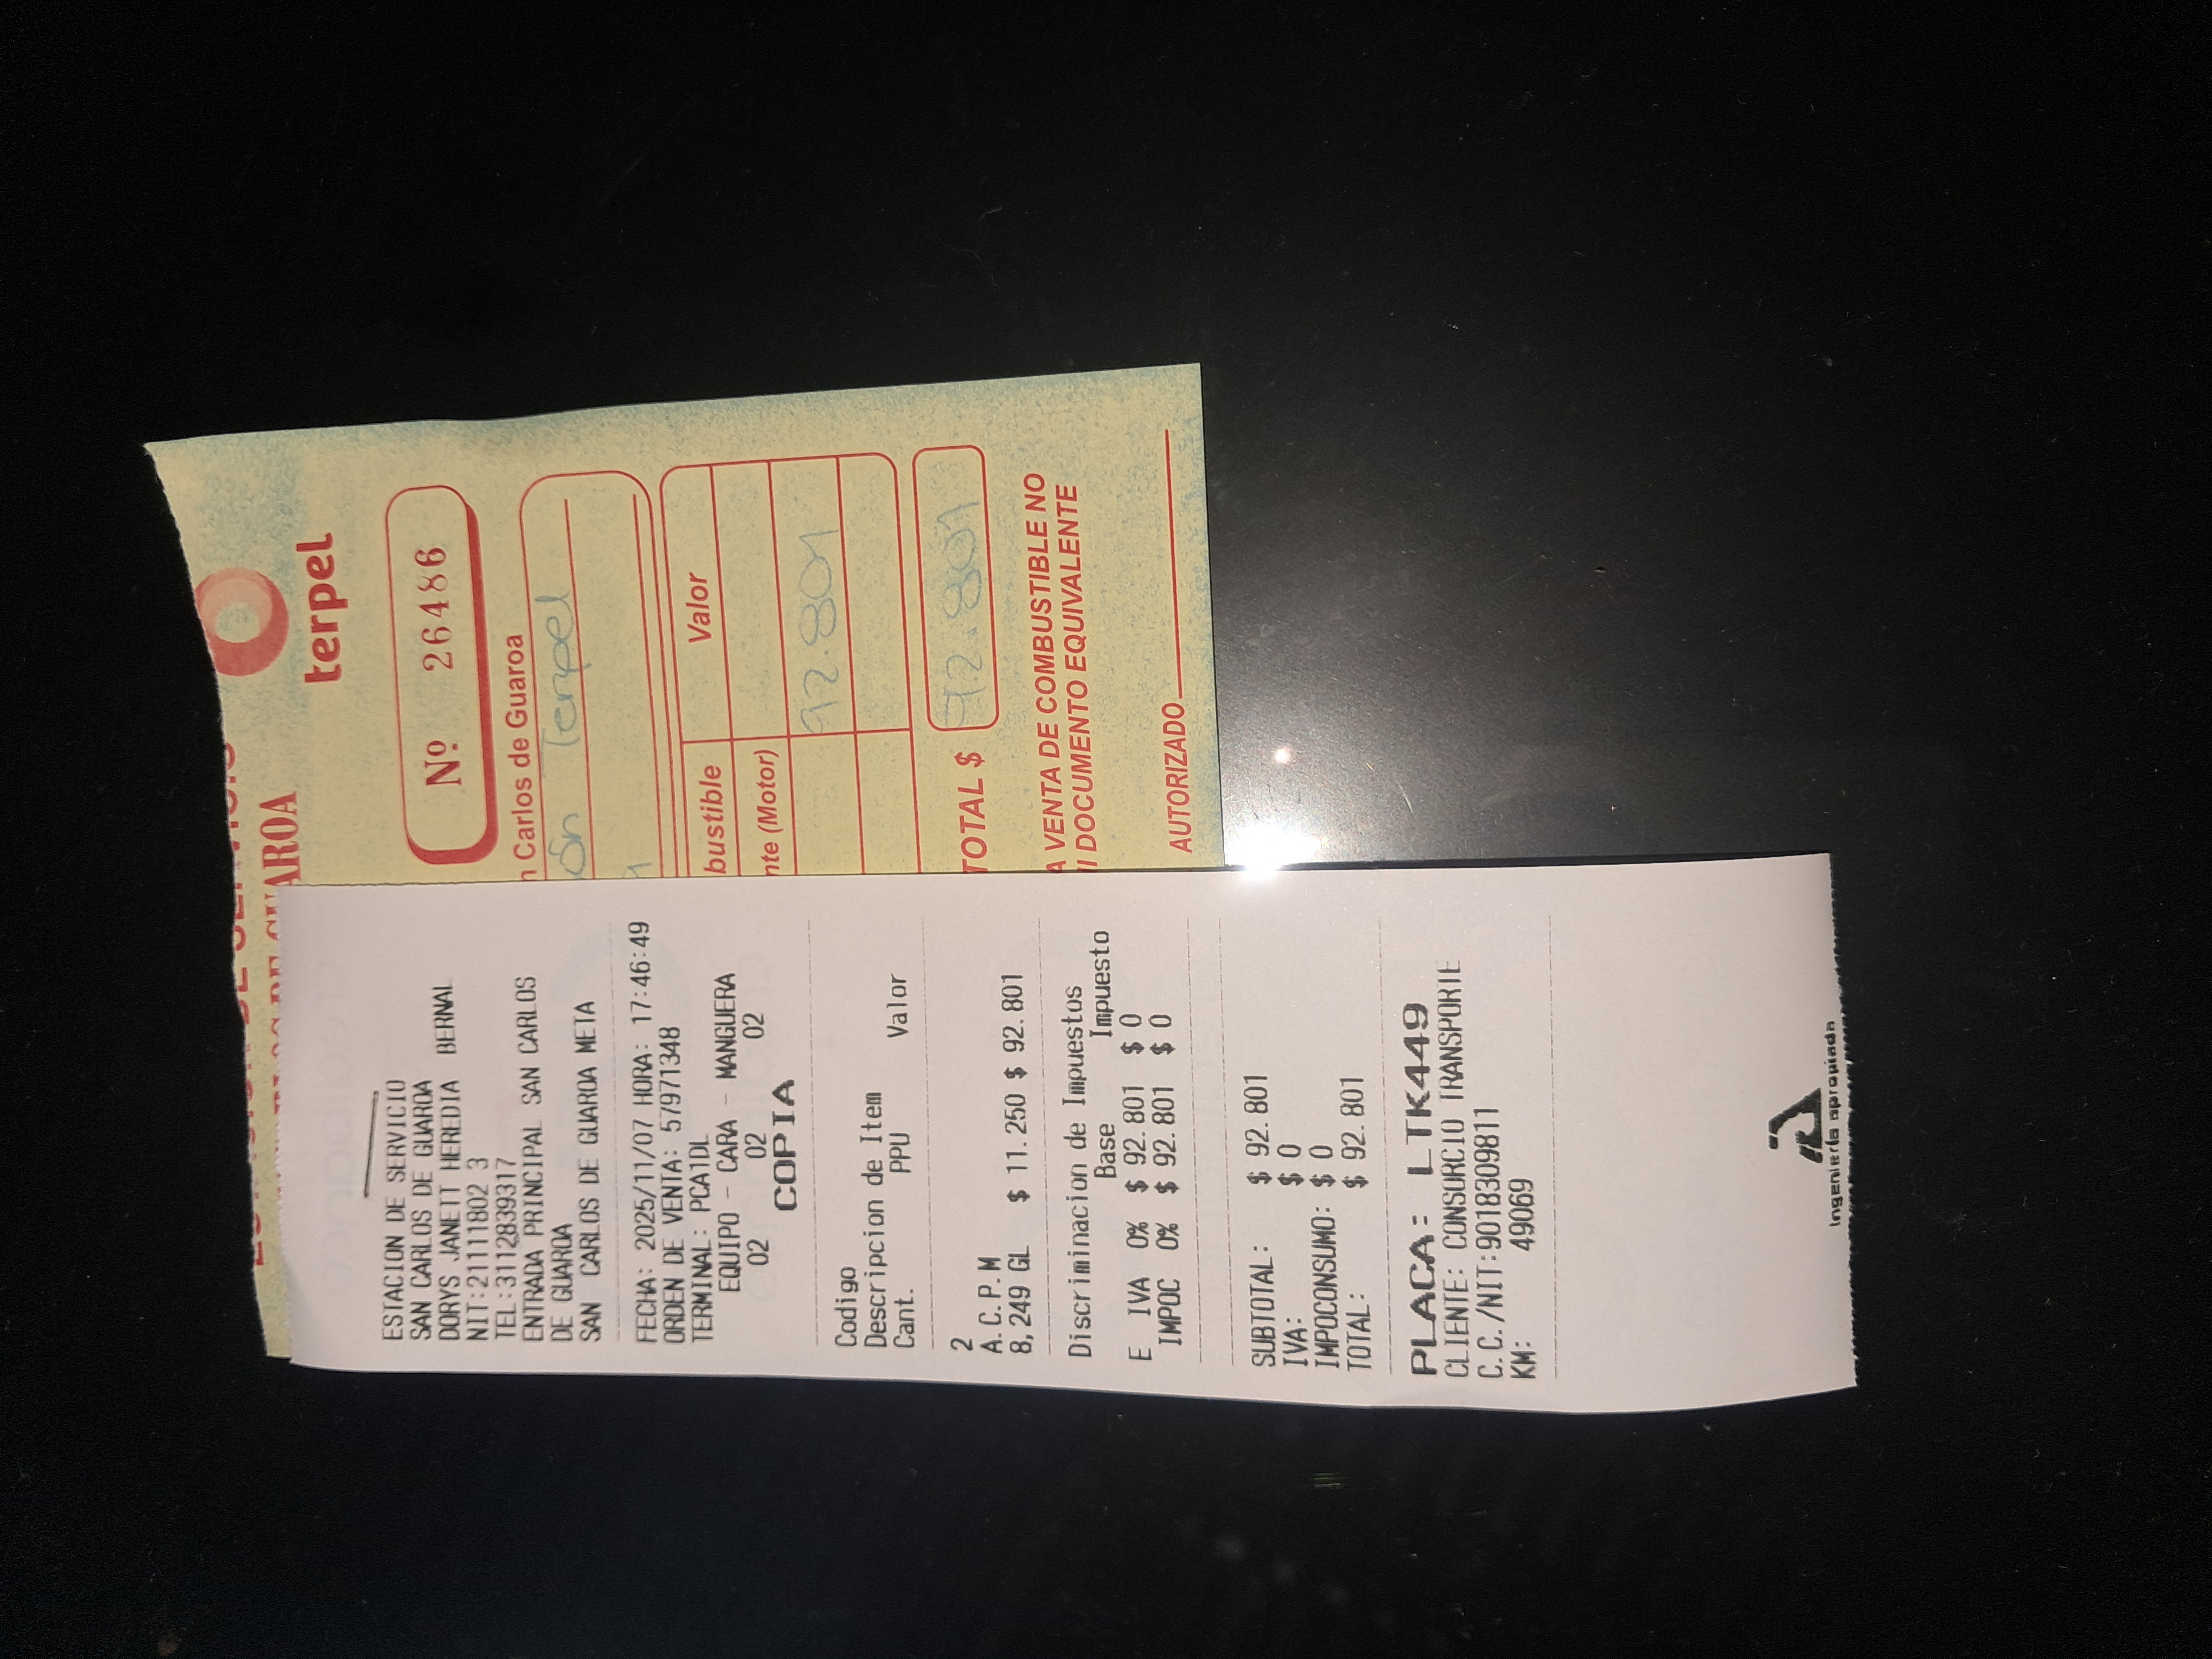 terpel
AROA
Nº 26486
Carlos de Guaroa
ón Terpel
bustible Valor
nte (Motor)
92.801
TOTAL $ 92.801
A VENTA DE COMBUSTIBLE NO
DOCUMENTO EQUIVALENTE
AUTORIZADO
ESTACION DE SERVICIO
SAN CARLOS DE GUAROA
DORYS JANETT HEREDIA BERNAL
NIT:21111802 3
TEL:3112839317
ENTRADA PRINCIPAL SAN CARLOS
DE GUAROA
SAN CARLOS DE GUAROA META
FECHA: 2025/11/07 HORA: 17:46:49
ORDEN DE VENTA: 57971348
TERMINAL: PCA1DL
EQUIPO - CARA - MANGUERA
02 02 02
COPIA
Codigo
Descripcion de Item
Cant. PPU Valor
2
A.C.P.M
8,249 GL $ 11.250 $ 92.801
Discriminacion de Impuestos
Base Impuesto
E IVA 0% $ 92.801 $ 0
IMPOC 0% $ 92.801 $ 0
SUBTOTAL: $ 92.801
IVA: $ 0
IMPOCONSUMO: $ 0
TOTAL: $ 92.801
PLACA: LTK449
CLIENTE: CONSORCIO TRANSPORTE
C.C./NIT:9018309811
KM: 49069
Ingeniería apropiada